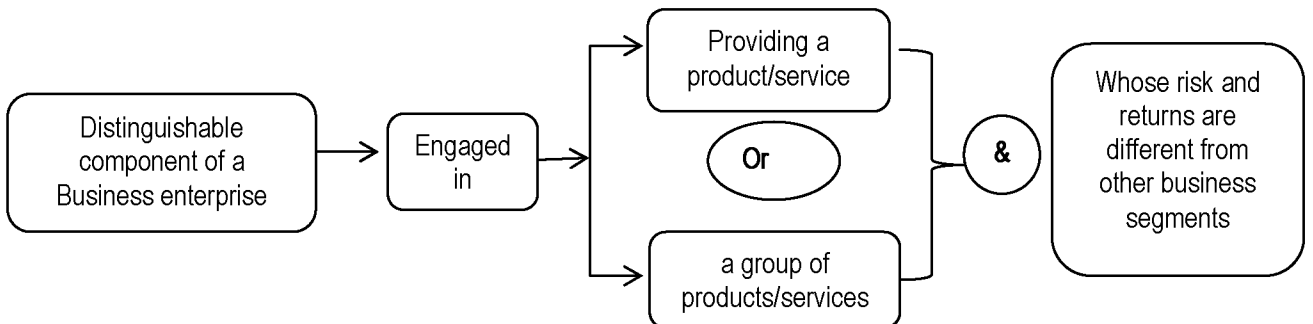 Distinguishable
component of a
Business enterprise
Engaged
in
Providing a
product/service
Or
a group of
products/services
&
Whose risk and
returns are
different from
other business
segments